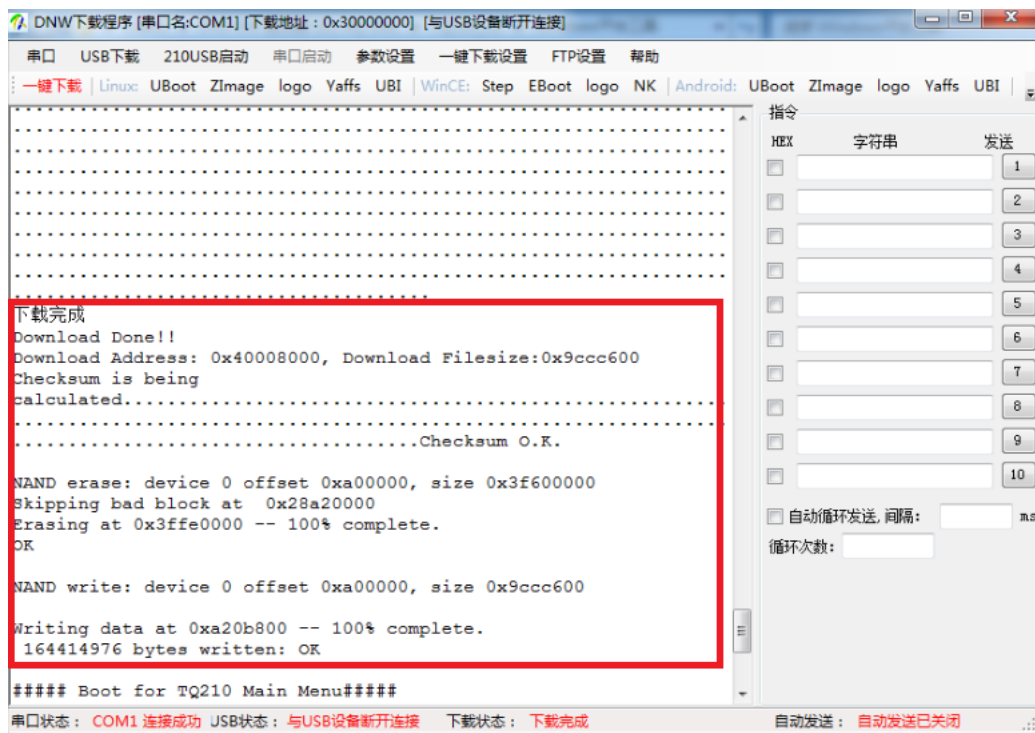 DNW下载程序 [串口名:COM1] [下载地址：0x30000000] [与USB设备断开连接]
串口 USB下载 210USB启动 串口启动 参数设置 一键下载设置 FTP设置 帮助
一键下载 Linux: UBoot ZImage logo Yaffs UBI WinCE: Step EBoot logo NK Android: UBoot ZImage logo Yaffs UBI
指令
HEX 字符串 发送
1
2
3
4
5
6
7
8
9
10
自动循环发送,间隔: ms
循环次数:
下载完成
Download Done!!
Download Address: 0x40008000, Download Filesize:0x9ccc600
Checksum is being
calculated......................................................
................................................................
.....................................Checksum O.K.
NAND erase: device 0 offset 0xa00000, size 0x3f600000
Skipping bad block at  0x28a20000
Erasing at 0x3ffe0000 -- 100% complete.
OK
NAND write: device 0 offset 0xa00000, size 0x9ccc600
Writing data at 0xa20b800 -- 100% complete.
164414976 bytes written: OK
##### Boot for TQ210 Main Menu#####
串口状态： COM1 连接成功 USB状态： 与USB设备断开连接 下载状态： 下载完成 自动发送： 自动发送已关闭